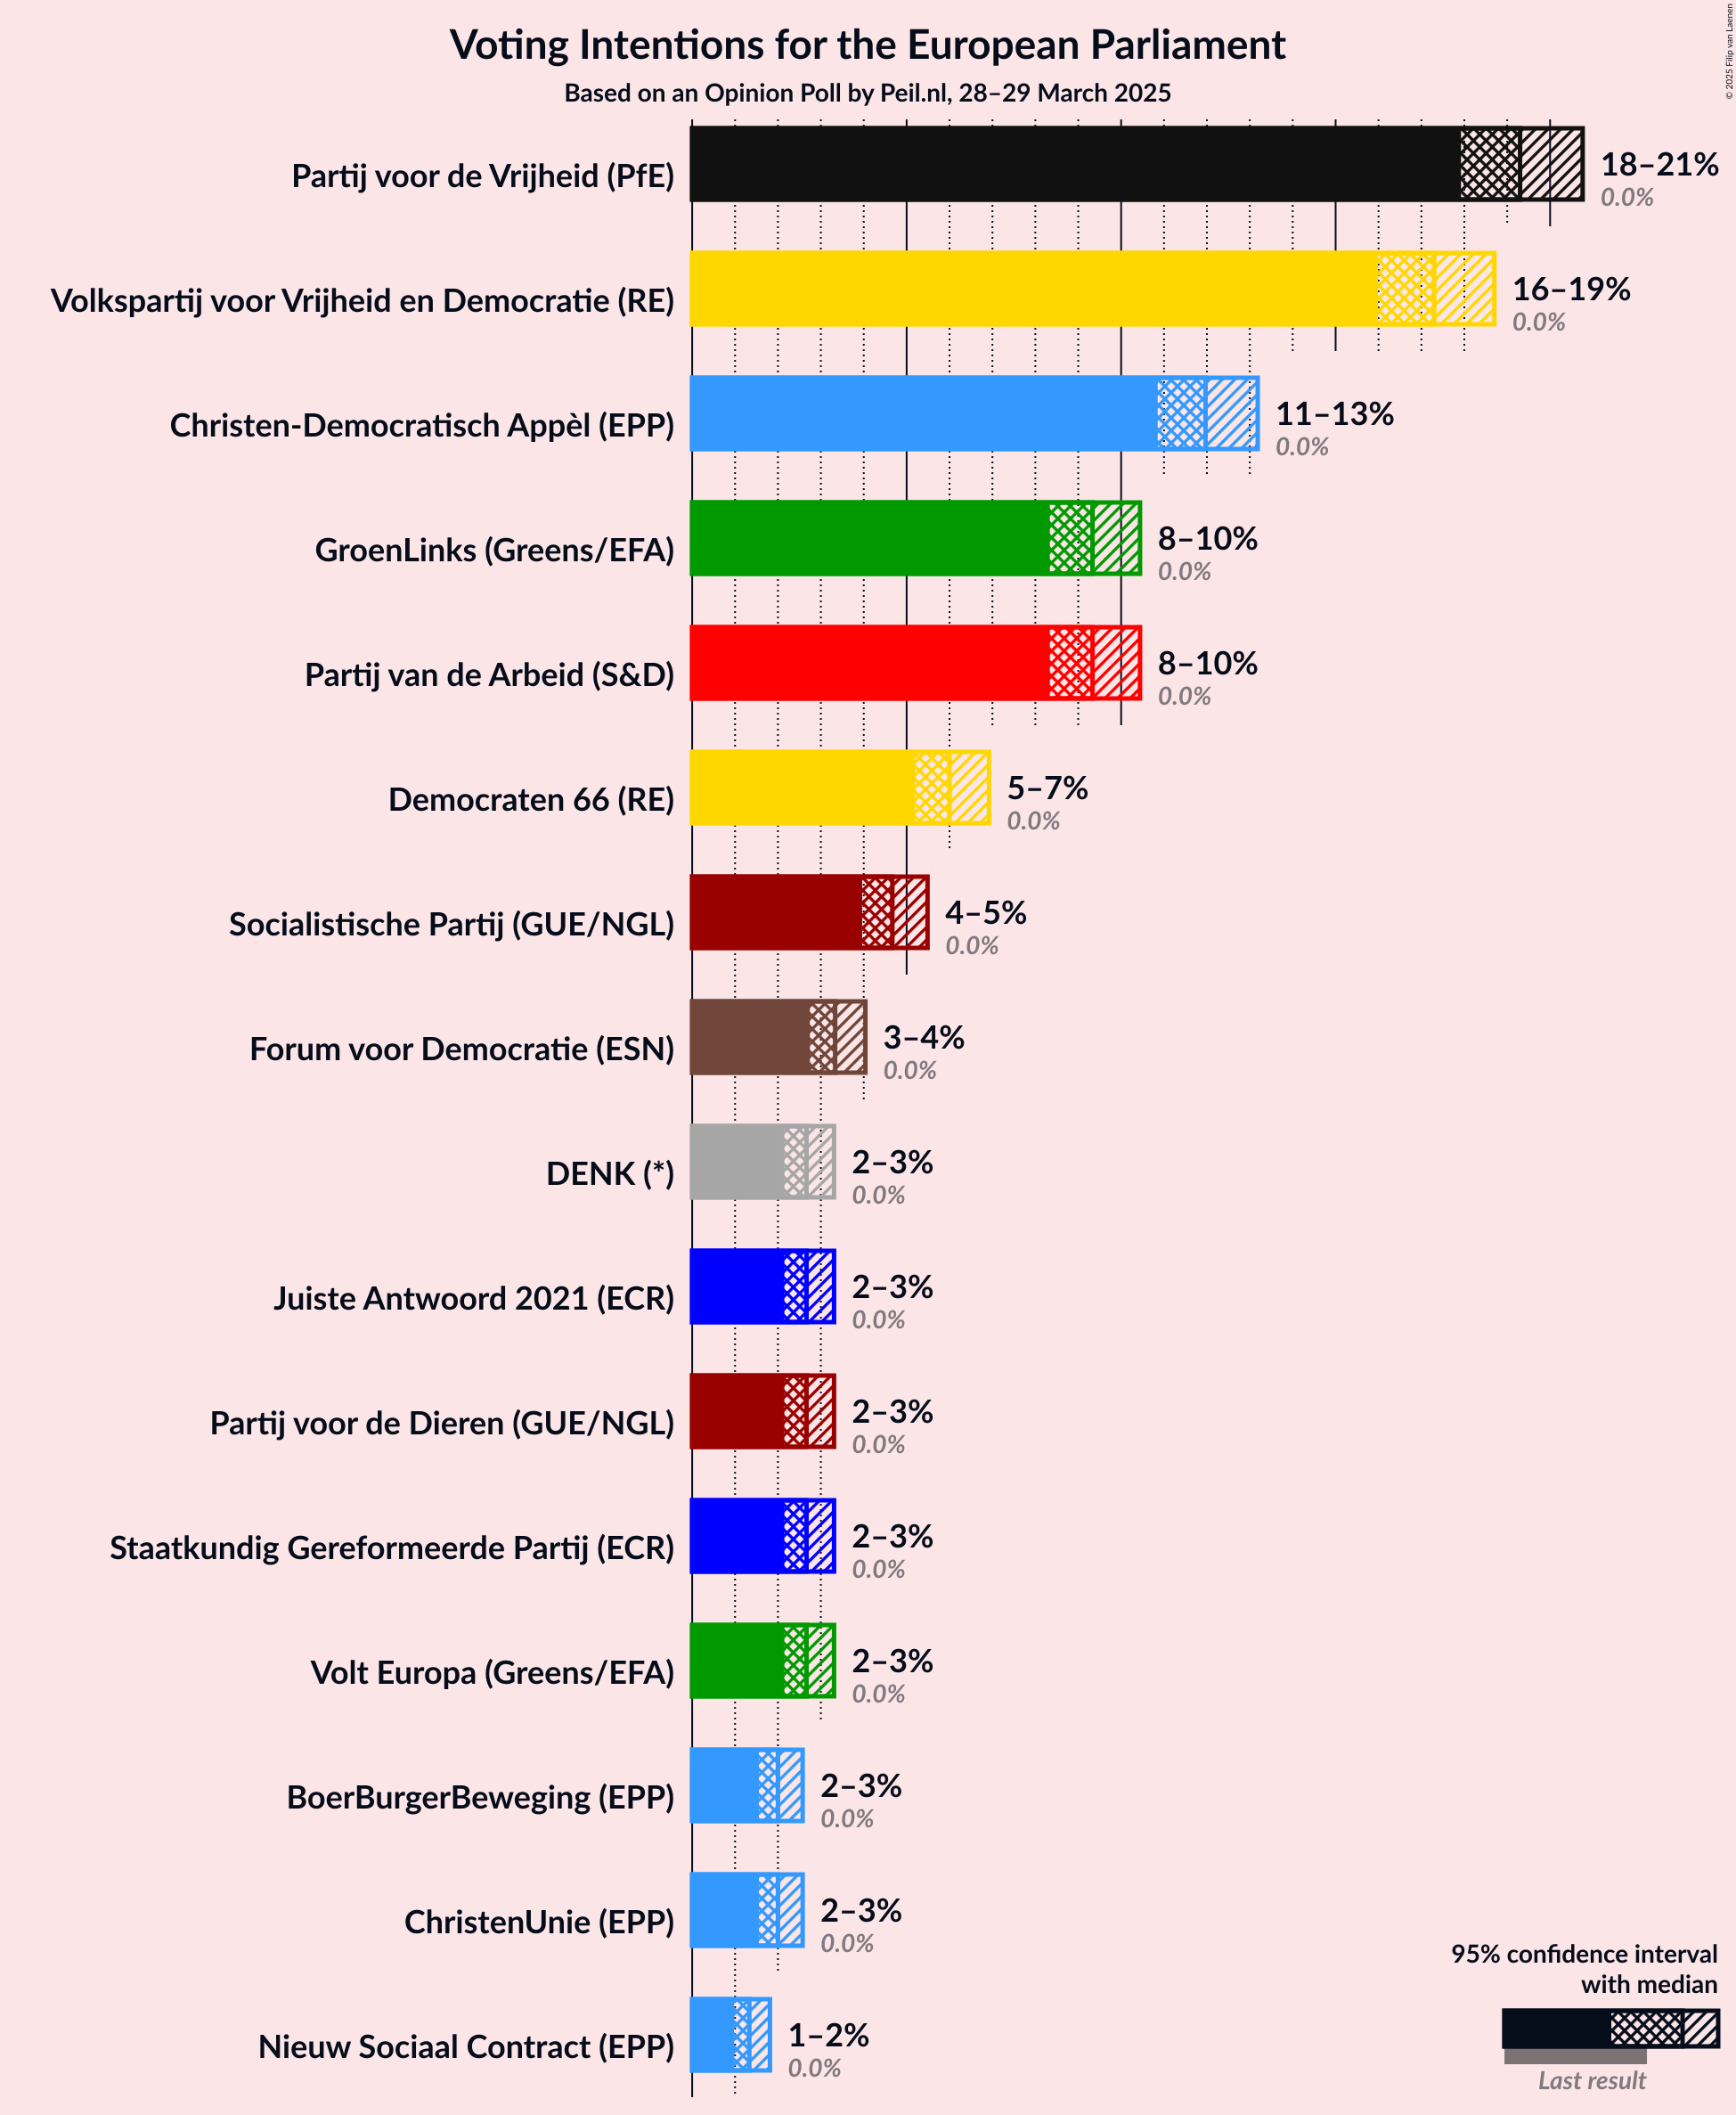 Voting Intentions for the European Parliament
Based on an Opinion Poll by Peil.nl, 28–29 March 2025
© 2025 Filip van Laenen
Partij voor de Vrijheid (PfE)
18–21%
0.0%
Volkspartij voor Vrijheid en Democratie (RE)
16–19%
0.0%
Christen-Democratisch Appèl (EPP)
11–13%
0.0%
GroenLinks (Greens/EFA)
8–10%
0.0%
Partij van de Arbeid (S&D)
8–10%
0.0%
Democraten 66 (RE)
5–7%
0.0%
Socialistische Partij (GUE/NGL)
4–5%
0.0%
Forum voor Democratie (ESN)
3–4%
0.0%
DENK (*)
2–3%
0.0%
Juiste Antwoord 2021 (ECR)
2–3%
0.0%
Partij voor de Dieren (GUE/NGL)
2–3%
0.0%
Staatkundig Gereformeerde Partij (ECR)
2–3%
0.0%
Volt Europa (Greens/EFA)
2–3%
0.0%
BoerBurgerBeweging (EPP)
2–3%
0.0%
ChristenUnie (EPP)
2–3%
0.0%
Nieuw Sociaal Contract (EPP)
1–2%
0.0%
95% confidence interval
with median
Last result